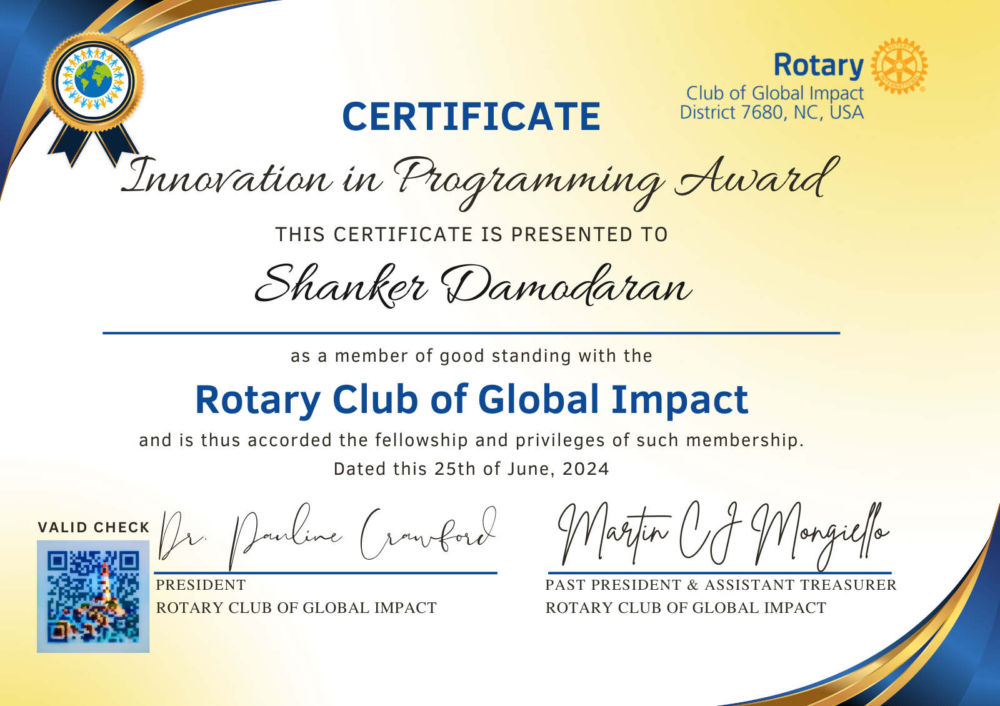 Rotary
Club of Global Impact
District 7680, NC, USA
ROTARY
INTERNATIONAL
®
CERTIFICATE
Innovation in Programming Award
THIS CERTIFICATE IS PRESENTED TO
Shanker Damodaran
as a member of good standing with the
Rotary Club of Global Impact
and is thus accorded the fellowship and privileges of such membership.
Dated this 25th of June, 2024
VALID CHECK
Dr. Pauline Crawford
PRESIDENT
ROTARY CLUB OF GLOBAL IMPACT
Martin CJ Mongiello
PAST PRESIDENT & ASSISTANT TREASURER
ROTARY CLUB OF GLOBAL IMPACT